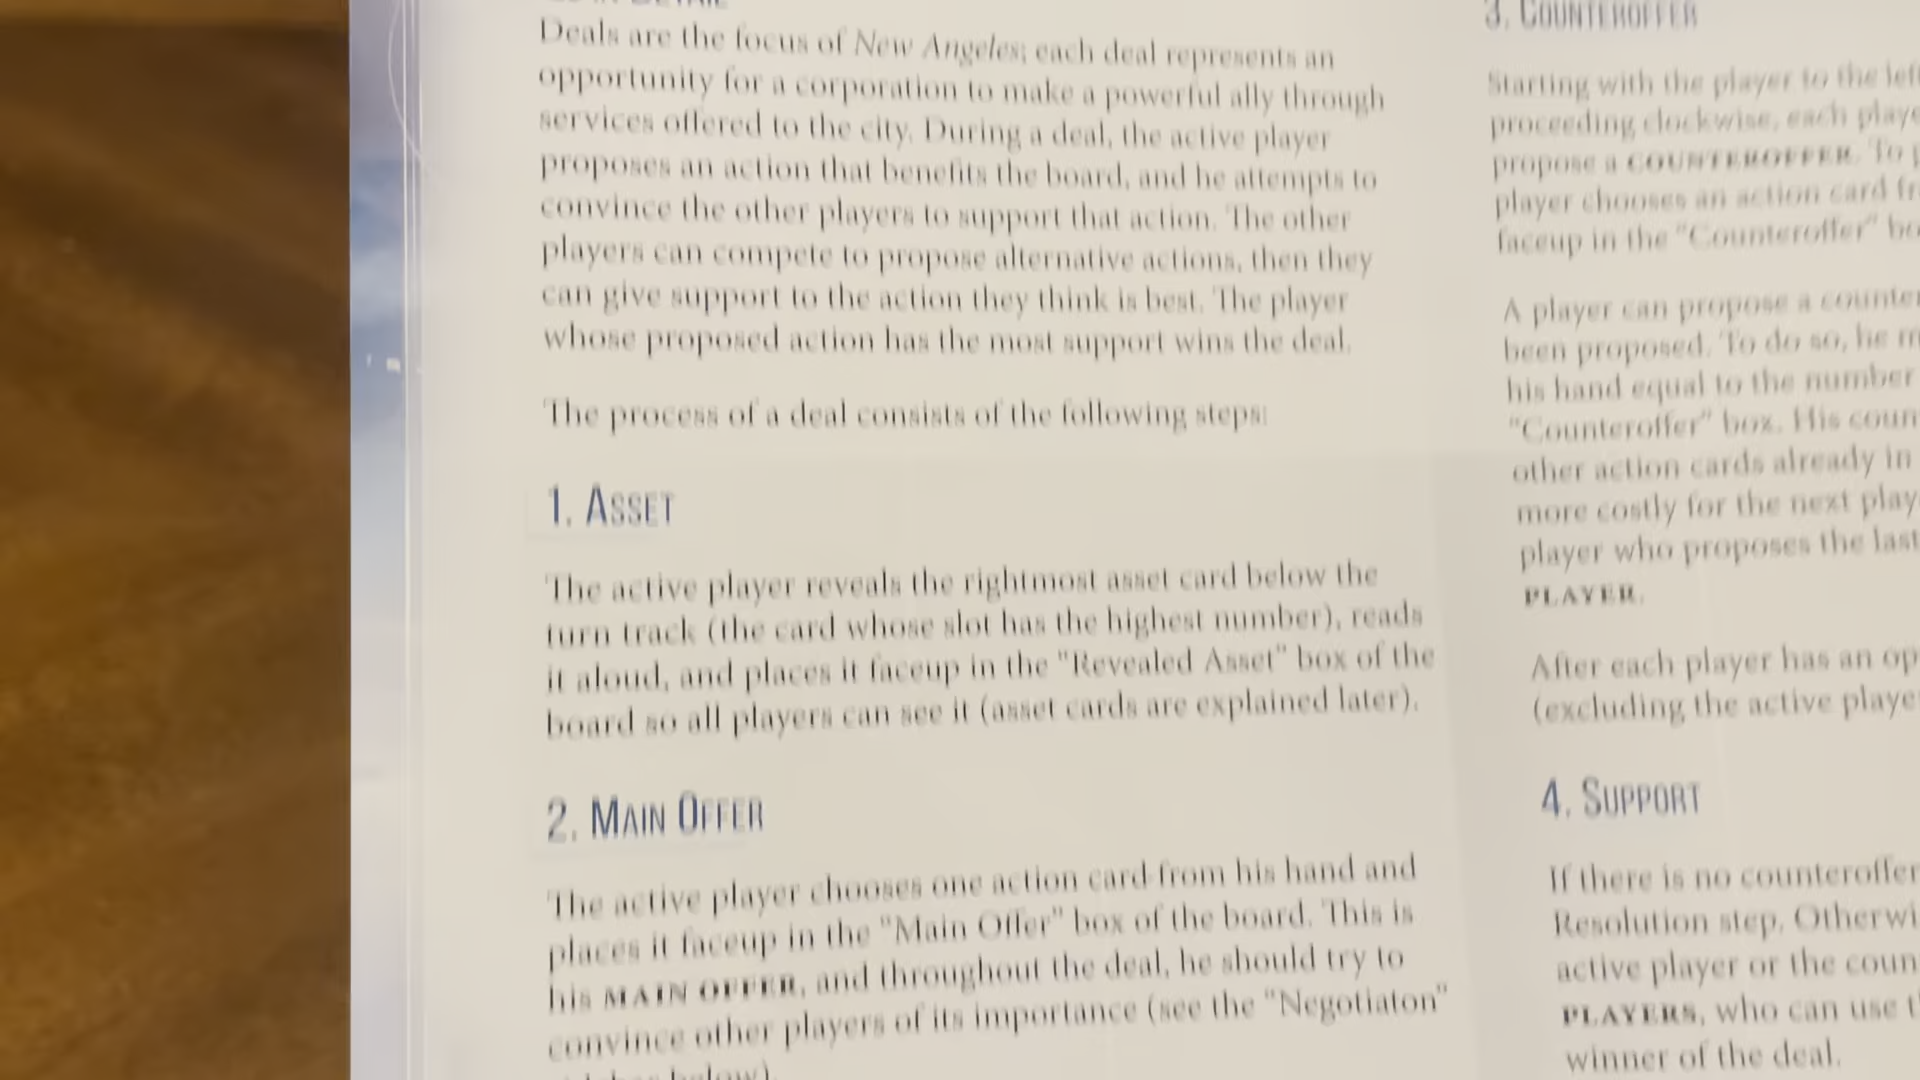 Deals are the focus of New Angeles; each deal represents an
opportunity for a corporation to make a powerful ally through
services offered to the city. During a deal, the active player
proposes an action that benefits the board, and he attempts to
convince the other players to support that action. The other
players can compete to propose alternative actions, then they
can give support to the action they think is best. The player
whose proposed action has the most support wins the deal.
The process of a deal consists of the following steps:
1. ASSET
The active player reveals the rightmost asset card below the
turn track (the card whose slot has the highest number), reads
it aloud, and places it faceup in the "Revealed Asset" box of the
board so all players can see it (asset cards are explained later).
2. MAIN OFFER
The active player chooses one action card from his hand and
places it faceup in the "Main Offer" box of the board. This is
his MAIN OFFER, and throughout the deal, he should try to
convince other players of its importance (see the "Negotiaton"
below).
3. COUNTEROFFER
Starting with the player to the left
proceeding clockwise, each
propose a COUNTEROFFER. To
player chooses an action card
faceup in the "Counteroffer"
A player can propose a
been proposed. To do so, he
his hand equal to the number
"Counteroffer" box. His
other action cards already in
more costly for the next
player who proposes the last
PLAYER.
After each player has an
(excluding the active
4. SUPPORT
If there is no counteroffer
Resolution step.
active player or the
PLAYERS, who can use
winner of the deal.